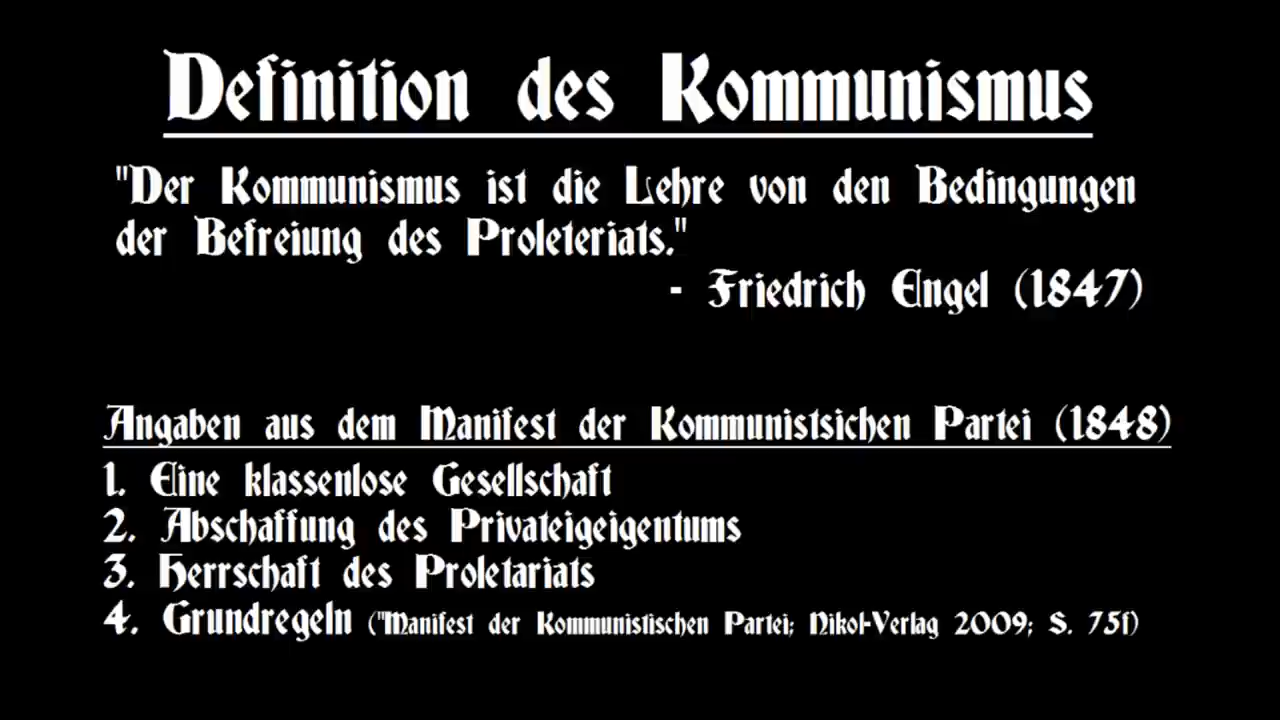 Definition des Kommunismus
"Der Kommunismus ist die Lehre von den Bedingungen
der Befreiung des Proleteriats."
- Friedrich Engel (1847)
Angaben aus dem Manifest der Kommunistsichen Partei (1848)
1. Eine klassenlose Gesellschaft
2. Abschaffung des Privateigeigentums
3. Herrschaft des Proletariats
4. Grundregeln ("Manifest der Kommunistischen Partei; Nikol-Verlag 2009; S. 75f)